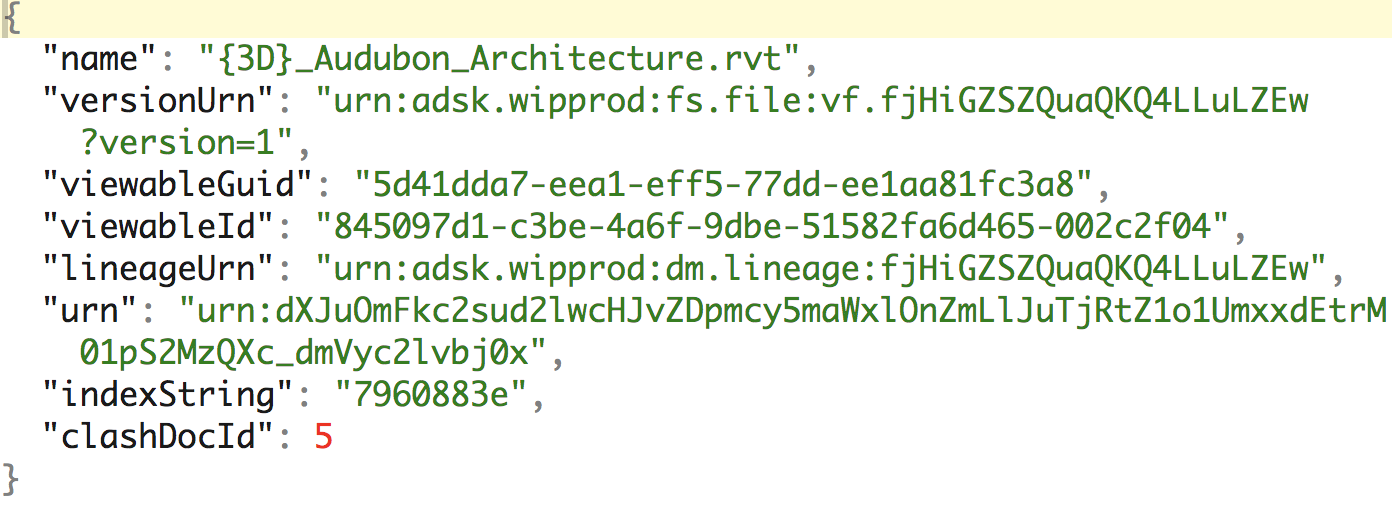 {
"name": "{3D}_Audubon_Architecture.rvt",
"versionUrn": "urn:adsk.wipprod:fs.file:vf.fjHiGZSZQuaQKQ4LLuLZEw
?version=1",
"viewableGuid": "5d41dda7-eea1-eff5-77dd-ee1aa81fc3a8",
"viewableId": "845097d1-c3be-4a6f-9dbe-51582fa6d465-002c2f04",
"lineageUrn": "urn:adsk.wipprod:dm.lineage:fjHiGZSZQuaQKQ4LLuLZEw",
"urn": "urn:dXJuOmFkc2sud2lwcHJvZDpmcy5maWxlOnZmLlJuTjRtZ1o1UmxxdEtrM
01pS2MzQXc_dmVyc2lvbj0x",
"indexString": "7960883e",
"clashDocId": 5
}